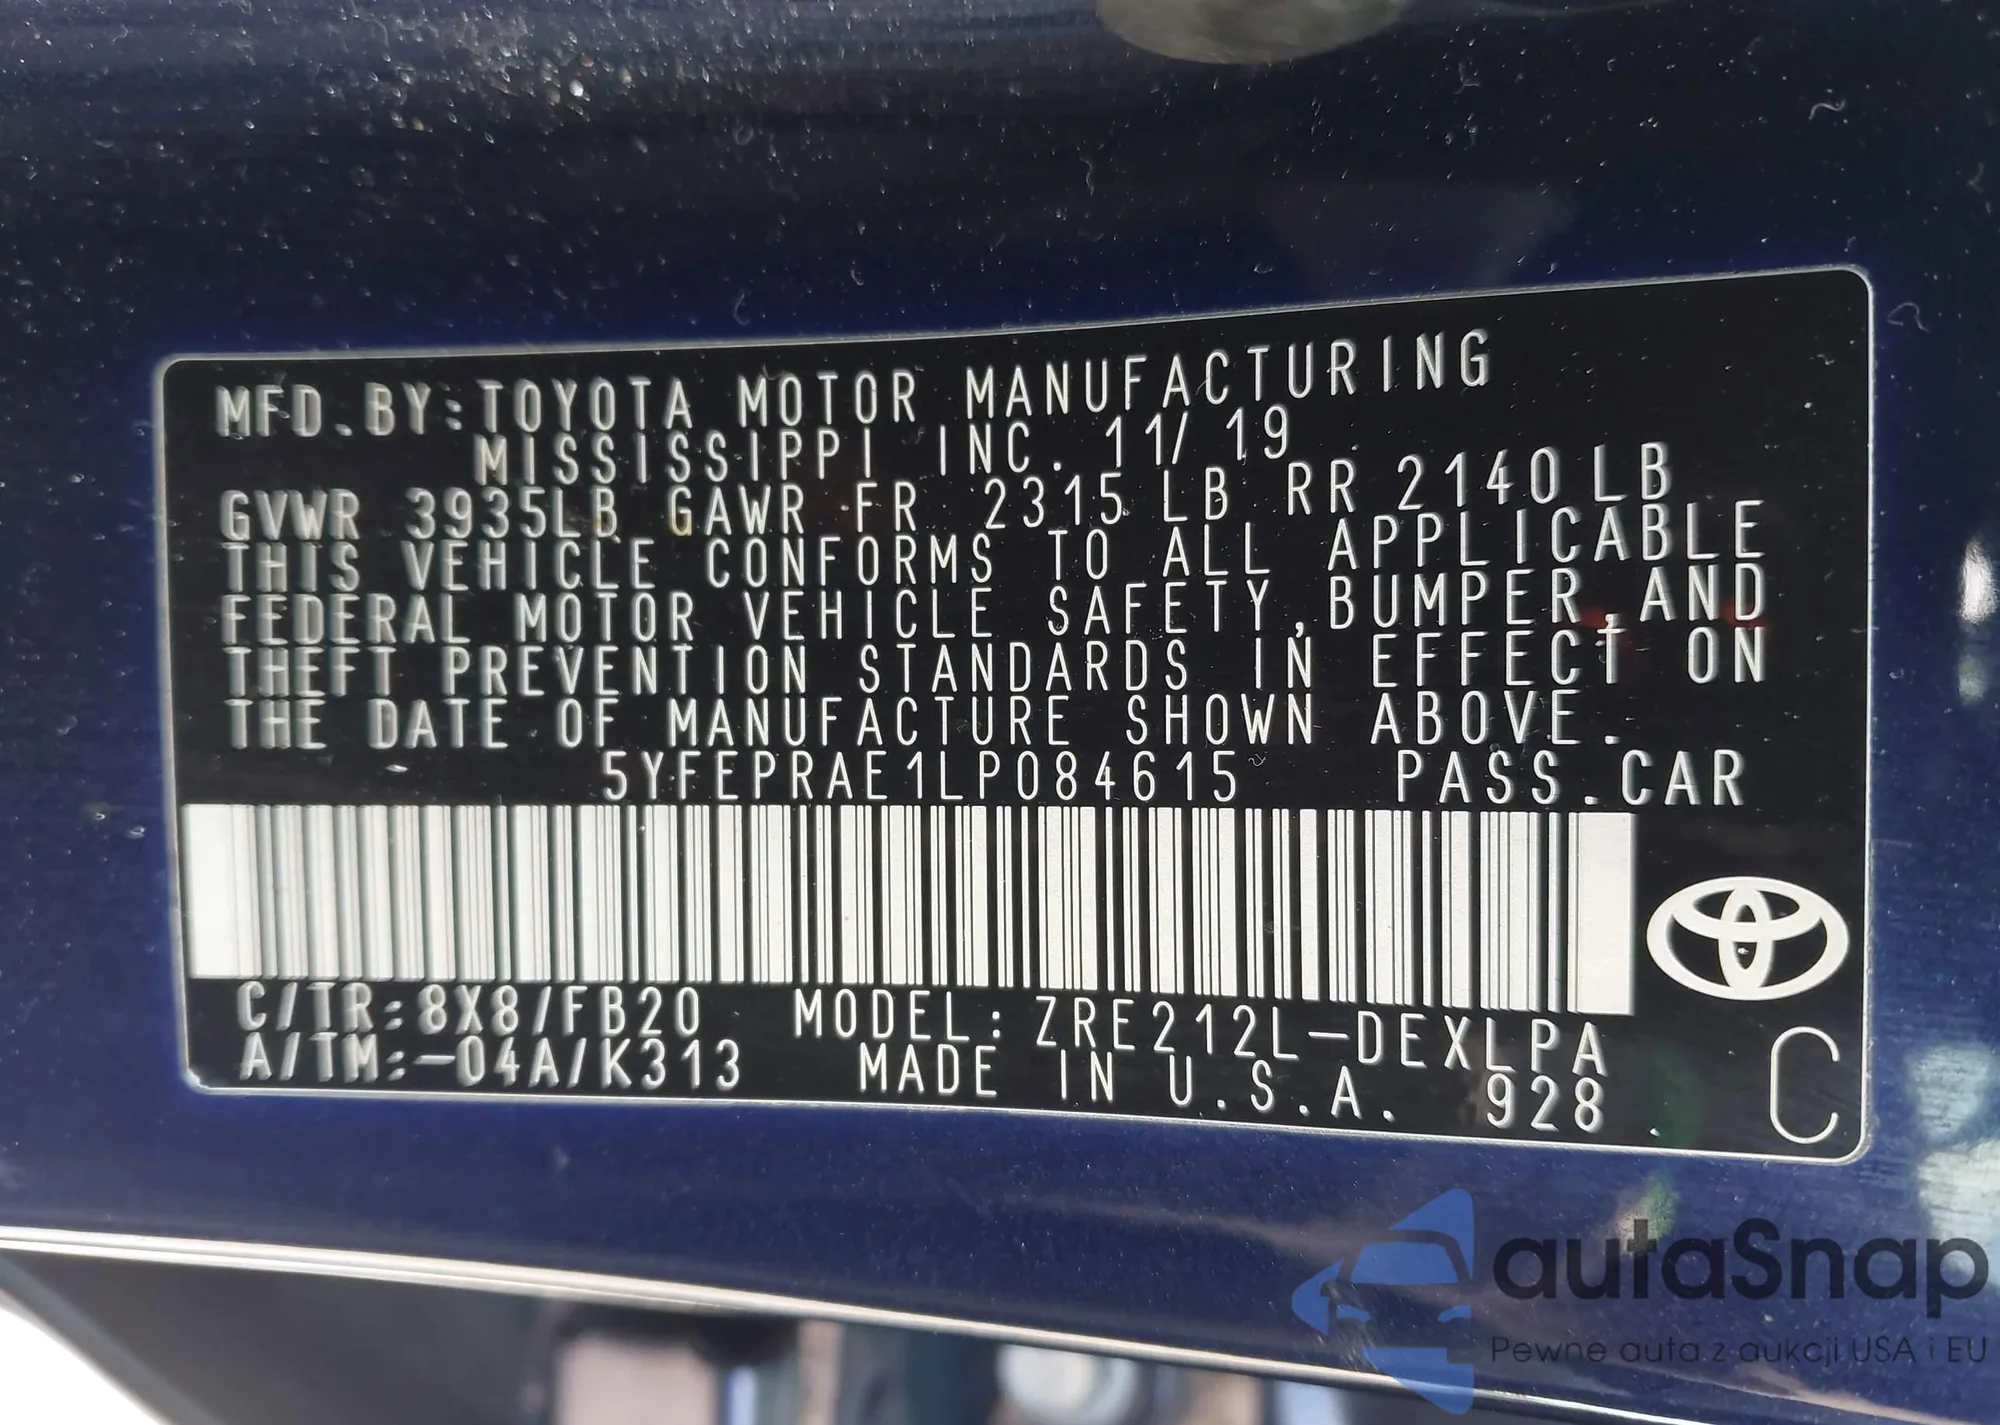 MFD.BY:TOYOTA MOTOR MANUFACTURING
MISSISSIPPI INC. 11/ 19
GVWR 3935LB GAWR FR 2315 LB RR 2140LB
THIS VEHICLE CONFORMS TO ALL APPLICABLE
FEDERAL MOTOR VEHICLE SAFETY,BUMPER,AND
THEFT PREVENTION STANDARDS IN EFFECT ON
THE DATE OF MANUFACTURE SHOWN ABOVE.
5YFEPRAE1LP084615 PASS.CAR
C/TR:8X8/FB20 MODEL: ZRE212L-DEXLPA
A/TM:-04A/K313 MADE IN U.S.A. 928
C
autaSnap
Pewne auta z aukcji USA i EU